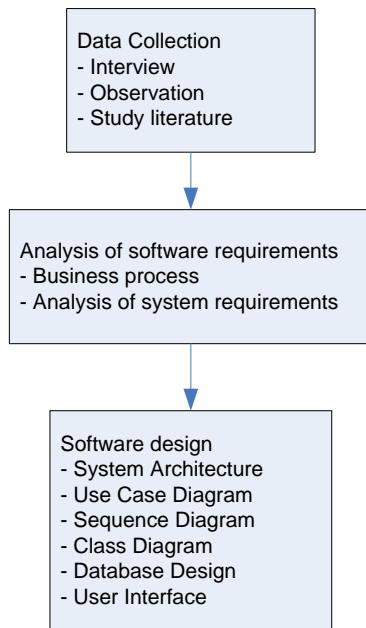 Data Collection
- Interview
- Observation
- Study literature
Analysis of software requirements
- Business process
- Analysis of system requirements
Software design
- System Architecture
- Use Case Diagram
- Sequence Diagram
- Class Diagram
- Database Design
- User Interface